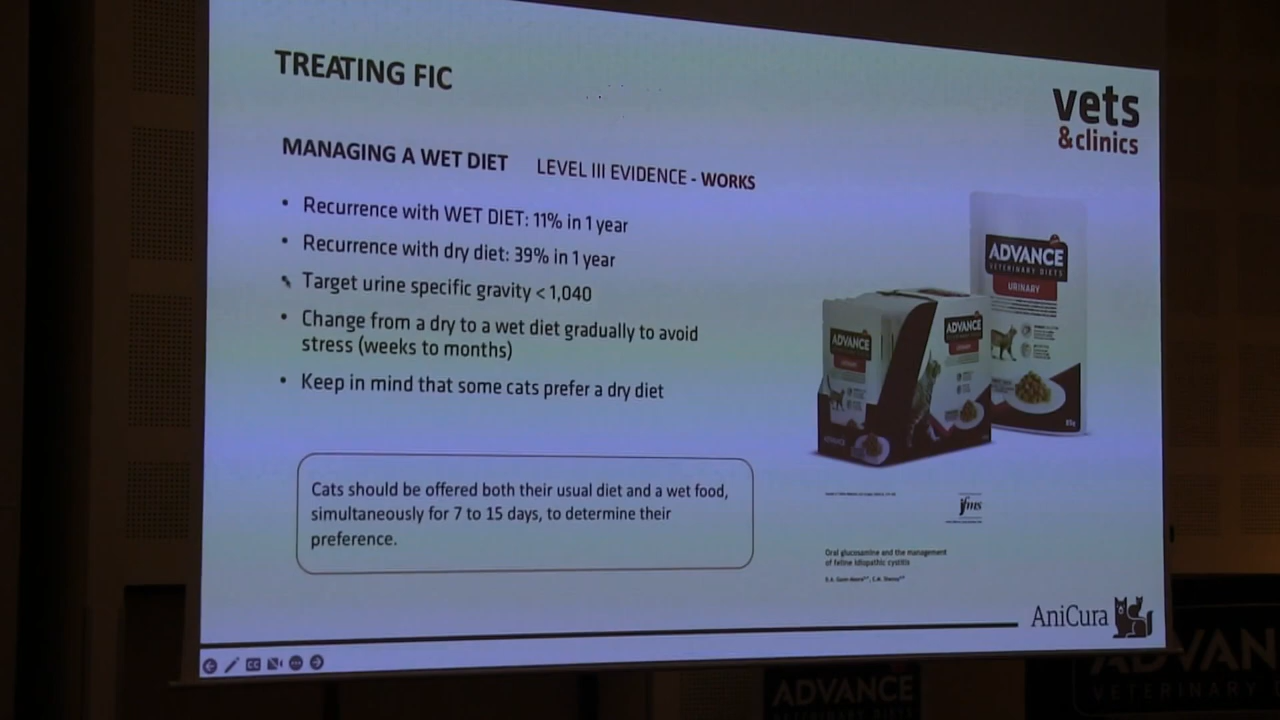 TREATING FIC
vets
&clinics
MANAGING A WET DIET LEVEL III EVIDENCE - WORKS
• Recurrence with WET DIET: 11% in 1 year
• Recurrence with dry diet: 39% in 1 year
• Target urine specific gravity < 1,040
• Change from a dry to a wet diet gradually to avoid
stress (weeks to months)
• Keep in mind that some cats prefer a dry diet
Cats should be offered both their usual diet and a wet food,
simultaneously for 7 to 15 days, to determine their
preference.
ADVANCE
VETERINARY DIETS
URINARY
ADVANCE
ADVANCE
85g
jfms
Oral glucosamine and the management
of feline idiopathic cystitis
AniCura
CC
ADVANCE
ADVAN
VETERINARY